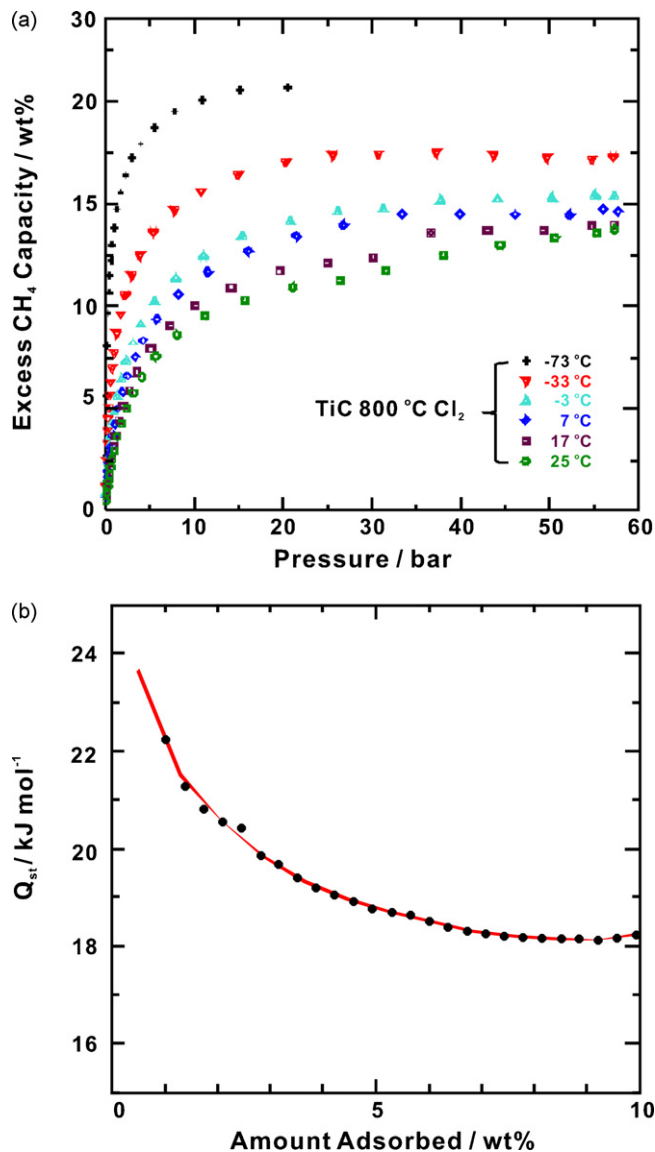 (a)
Excess CH₄ Capacity / wt%
30
20
15
10
5
0
TiC 800 °C Cl₂
-73 °C
-33 °C
-3 °C
7 °C
17 °C
25 °C
0 10 20 30 40 50 60
Pressure / bar
(b)
Qst / kJ mol⁻¹
24
22
20
18
16
0 5 10
Amount Adsorbed / wt%